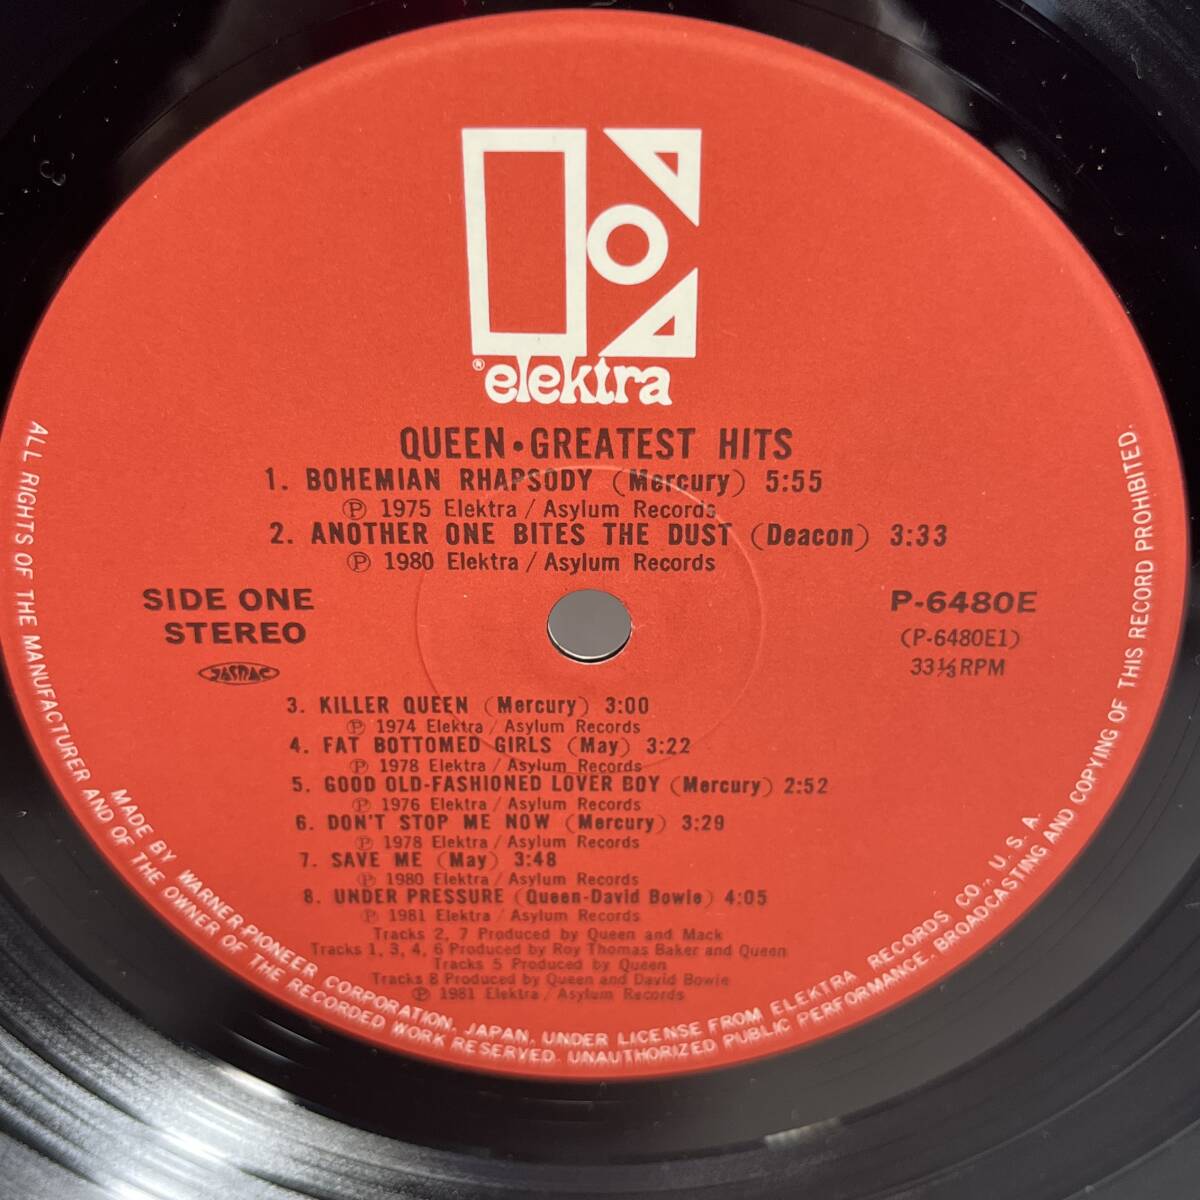 ® elektra
QUEEN•GREATEST HITS
1. BOHEMIAN RHAPSODY (Mercury) 5:55
Ⓟ 1975 Elektra / Asylum Records
2. ANOTHER ONE BITES THE DUST (Deacon) 3:33
Ⓟ 1980 Elektra / Asylum Records
SIDE ONE
STEREO
JASRAC
P-6480E
(P-6480E1)
33⅓ RPM
3. KILLER QUEEN (Mercury) 3:00
Ⓟ 1974 Elektra / Asylum Records
4. FAT BOTTOMED GIRLS (May) 3:22
Ⓟ 1978 Elektra / Asylum Records
5. GOOD OLD-FASHIONED LOVER BOY (Mercury) 2:52
Ⓟ 1976 Elektra / Asylum Records
6. DON'T STOP ME NOW (Mercury) 3:29
Ⓟ 1978 Elektra / Asylum Records
7. SAVE ME (May) 3:48
Ⓟ 1980 Elektra / Asylum Records
8. UNDER PRESSURE (Queen-David Bowie) 4:05
Ⓟ 1981 Elektra / Asylum Records
Tracks 2, 7 Produced by Queen and Mack
Tracks 1, 3, 4, 6 Produced by Roy Thomas Baker and Queen
Tracks 5 Produced by Queen
Tracks 8 Produced by Queen and David Bowie
Ⓟ 1981 Elektra / Asylum Records
ALL RIGHTS OF THE MANUFACTURER AND OF THE OWNER OF THE RECORDED WORK RESERVED. UNAUTHORIZED PUBLIC PERFORMANCE, BROADCASTING AND COPYING OF THIS RECORD PROHIBITED.
MADE BY WARNER-PIONEER CORPORATION, JAPAN, UNDER LICENSE FROM ELEKTRA RECORDS CO., U. S. A.